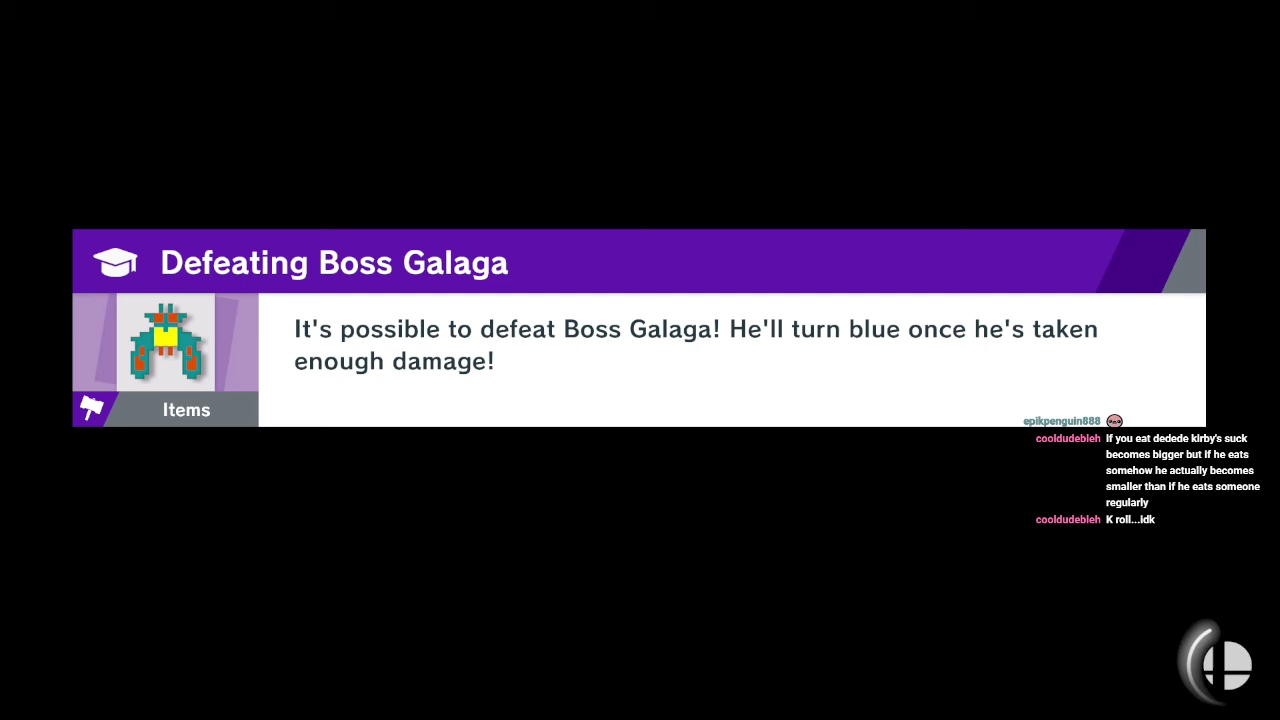 Defeating Boss Galaga
It's possible to defeat Boss Galaga! He'll turn blue once he's taken
enough damage!
Items
epikpenguin888
cooldudebleh If you eat dedede kirby's suck
becomes bigger but if he eats
somehow he actually becomes
smaller than if he eats someone
regularly
cooldudebleh K roll...idk